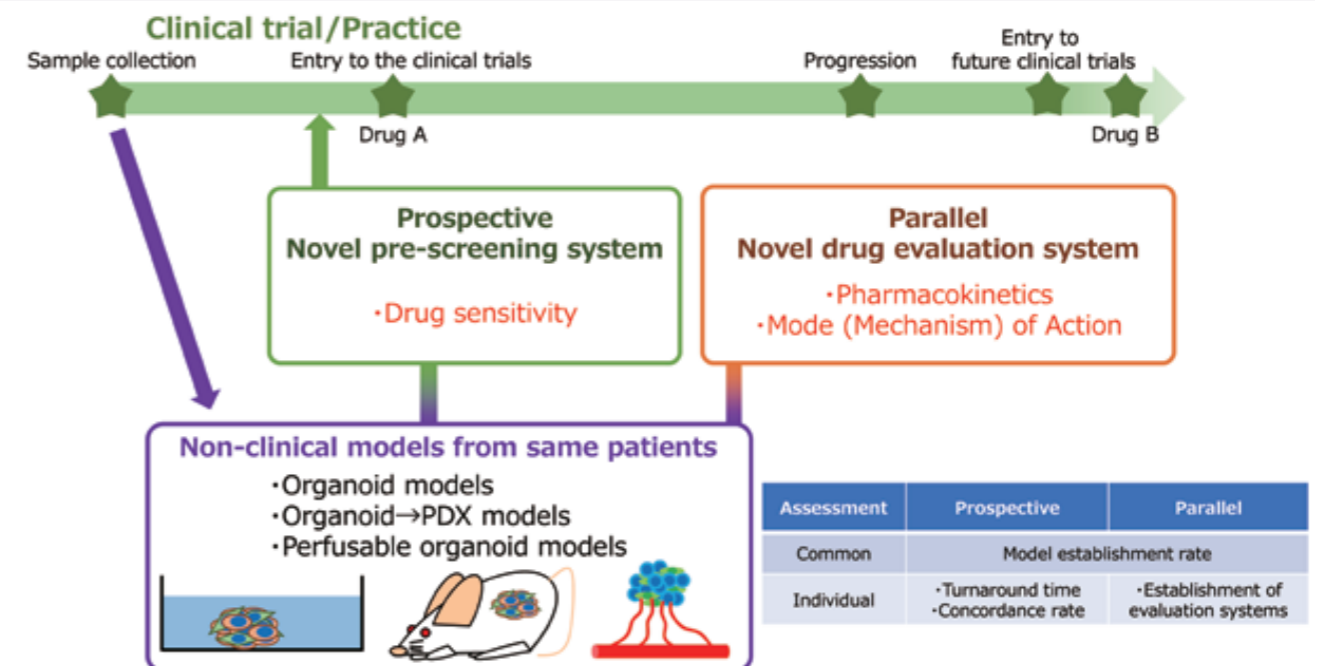 Clinical trial/Practice
Sample collection
Entry to the clinical trials
Progression
Entry to
future clinical trials
Drug A
Drug B
Prospective
Novel pre-screening system
・Drug sensitivity
Parallel
Novel drug evaluation system
・Pharmacokinetics
・Mode (Mechanism) of Action
Non-clinical models from same patients
・Organoid models
・Organoid→PDX models
・Perfusable organoid models
Assessment Prospective Parallel
Common Model establishment rate
Individual
・Turnaround time
・Concordance rate
・Establishment of
evaluation systems